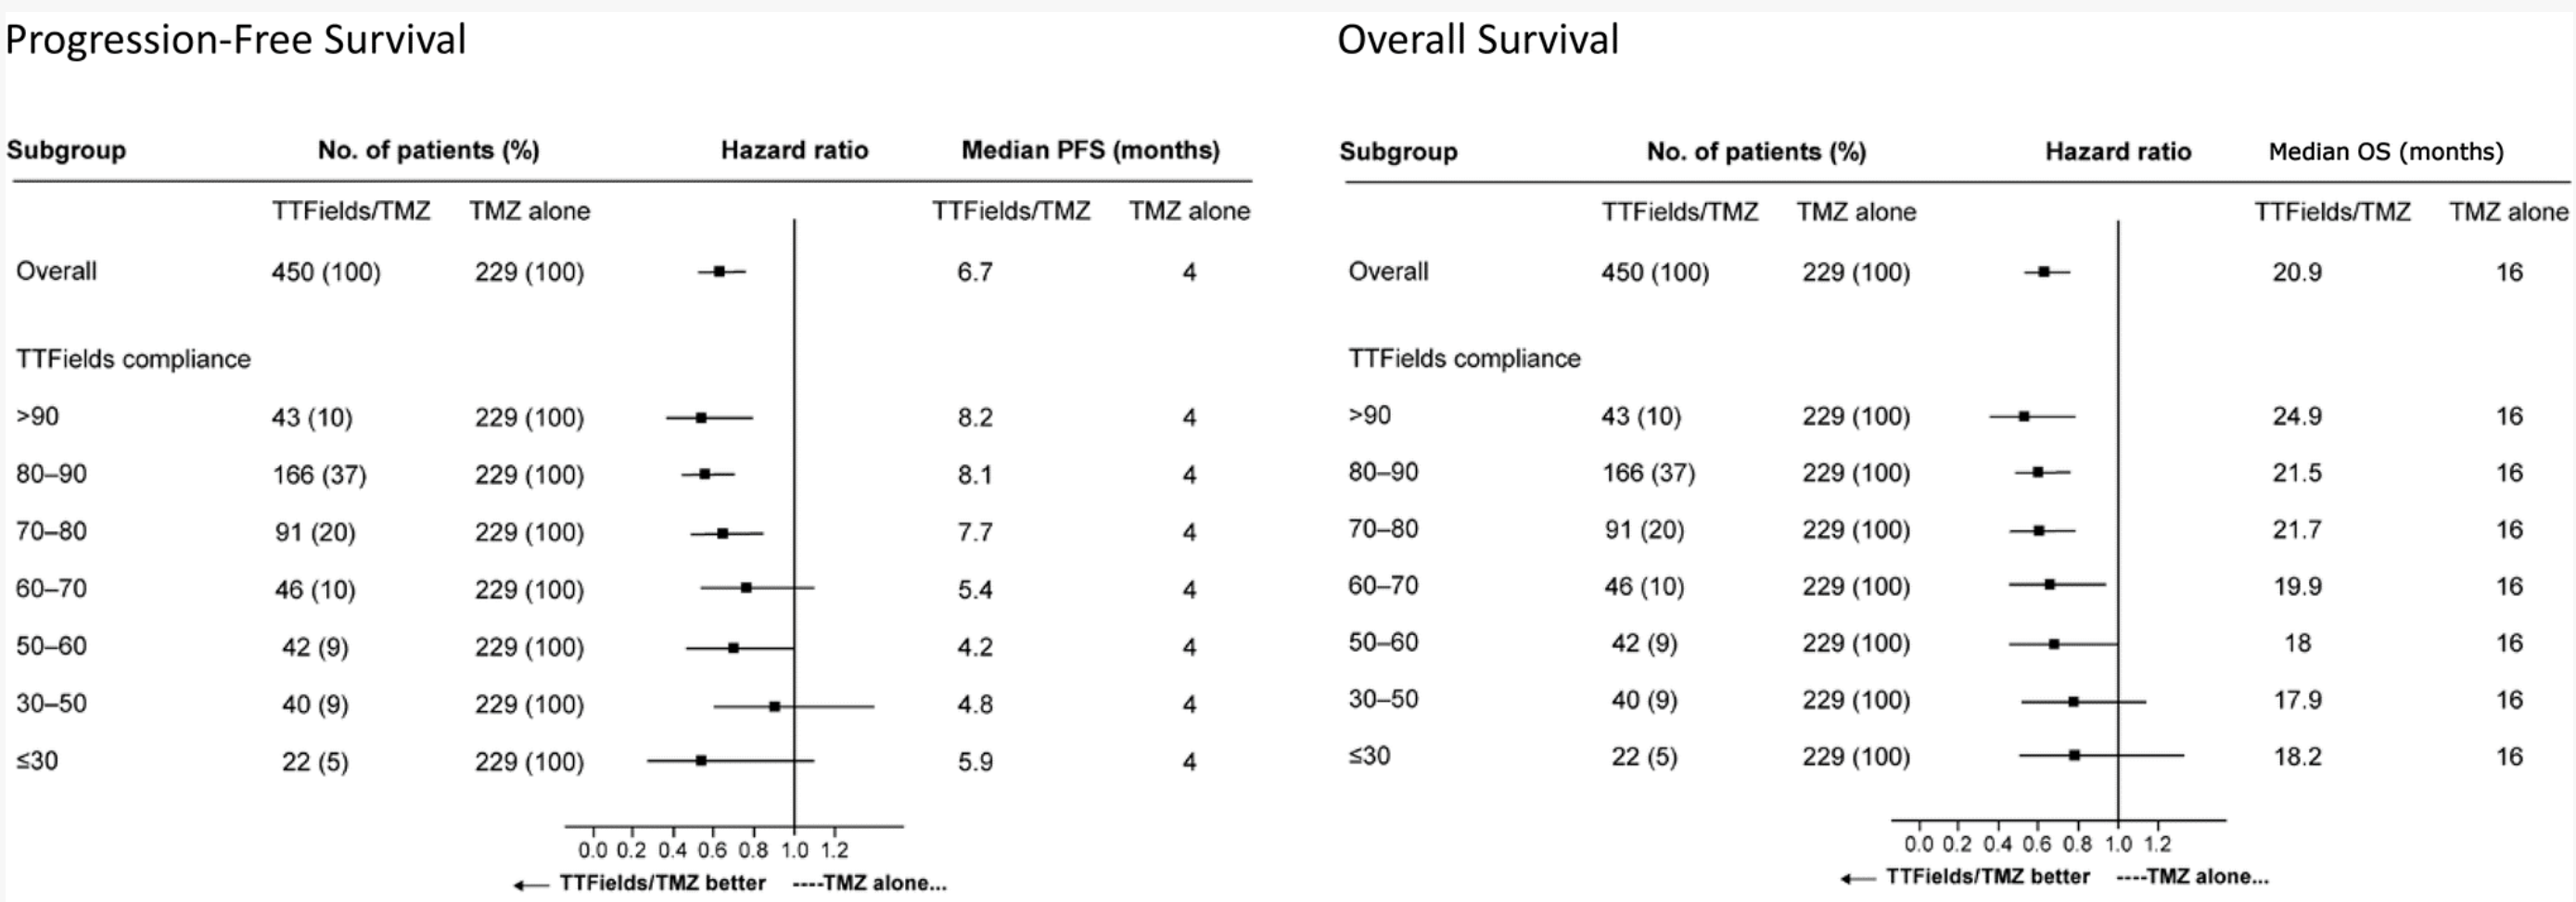 Progression-Free Survival
Subgroup No. of patients (%) Hazard ratio Median PFS (months)
TTFields/TMZ TMZ alone TTFields/TMZ TMZ alone
Overall 450 (100) 229 (100) 6.7 4
TTFields compliance
>90 43 (10) 229 (100) 8.2 4
80–90 166 (37) 229 (100) 8.1 4
70–80 91 (20) 229 (100) 7.7 4
60–70 46 (10) 229 (100) 5.4 4
50–60 42 (9) 229 (100) 4.2 4
30–50 40 (9) 229 (100) 4.8 4
≤30 22 (5) 229 (100) 5.9 4
0.0 0.2 0.4 0.6 0.8 1.0 1.2
TTFields/TMZ better ----TMZ alone...
Overall Survival
Subgroup No. of patients (%) Hazard ratio Median OS (months)
TTFields/TMZ TMZ alone TTFields/TMZ TMZ alone
Overall 450 (100) 229 (100) 20.9 16
TTFields compliance
>90 43 (10) 229 (100) 24.9 16
80–90 166 (37) 229 (100) 21.5 16
70–80 91 (20) 229 (100) 21.7 16
60–70 46 (10) 229 (100) 19.9 16
50–60 42 (9) 229 (100) 18 16
30–50 40 (9) 229 (100) 17.9 16
≤30 22 (5) 229 (100) 18.2 16
0.0 0.2 0.4 0.6 0.8 1.0 1.2
TTFields/TMZ better ----TMZ alone...